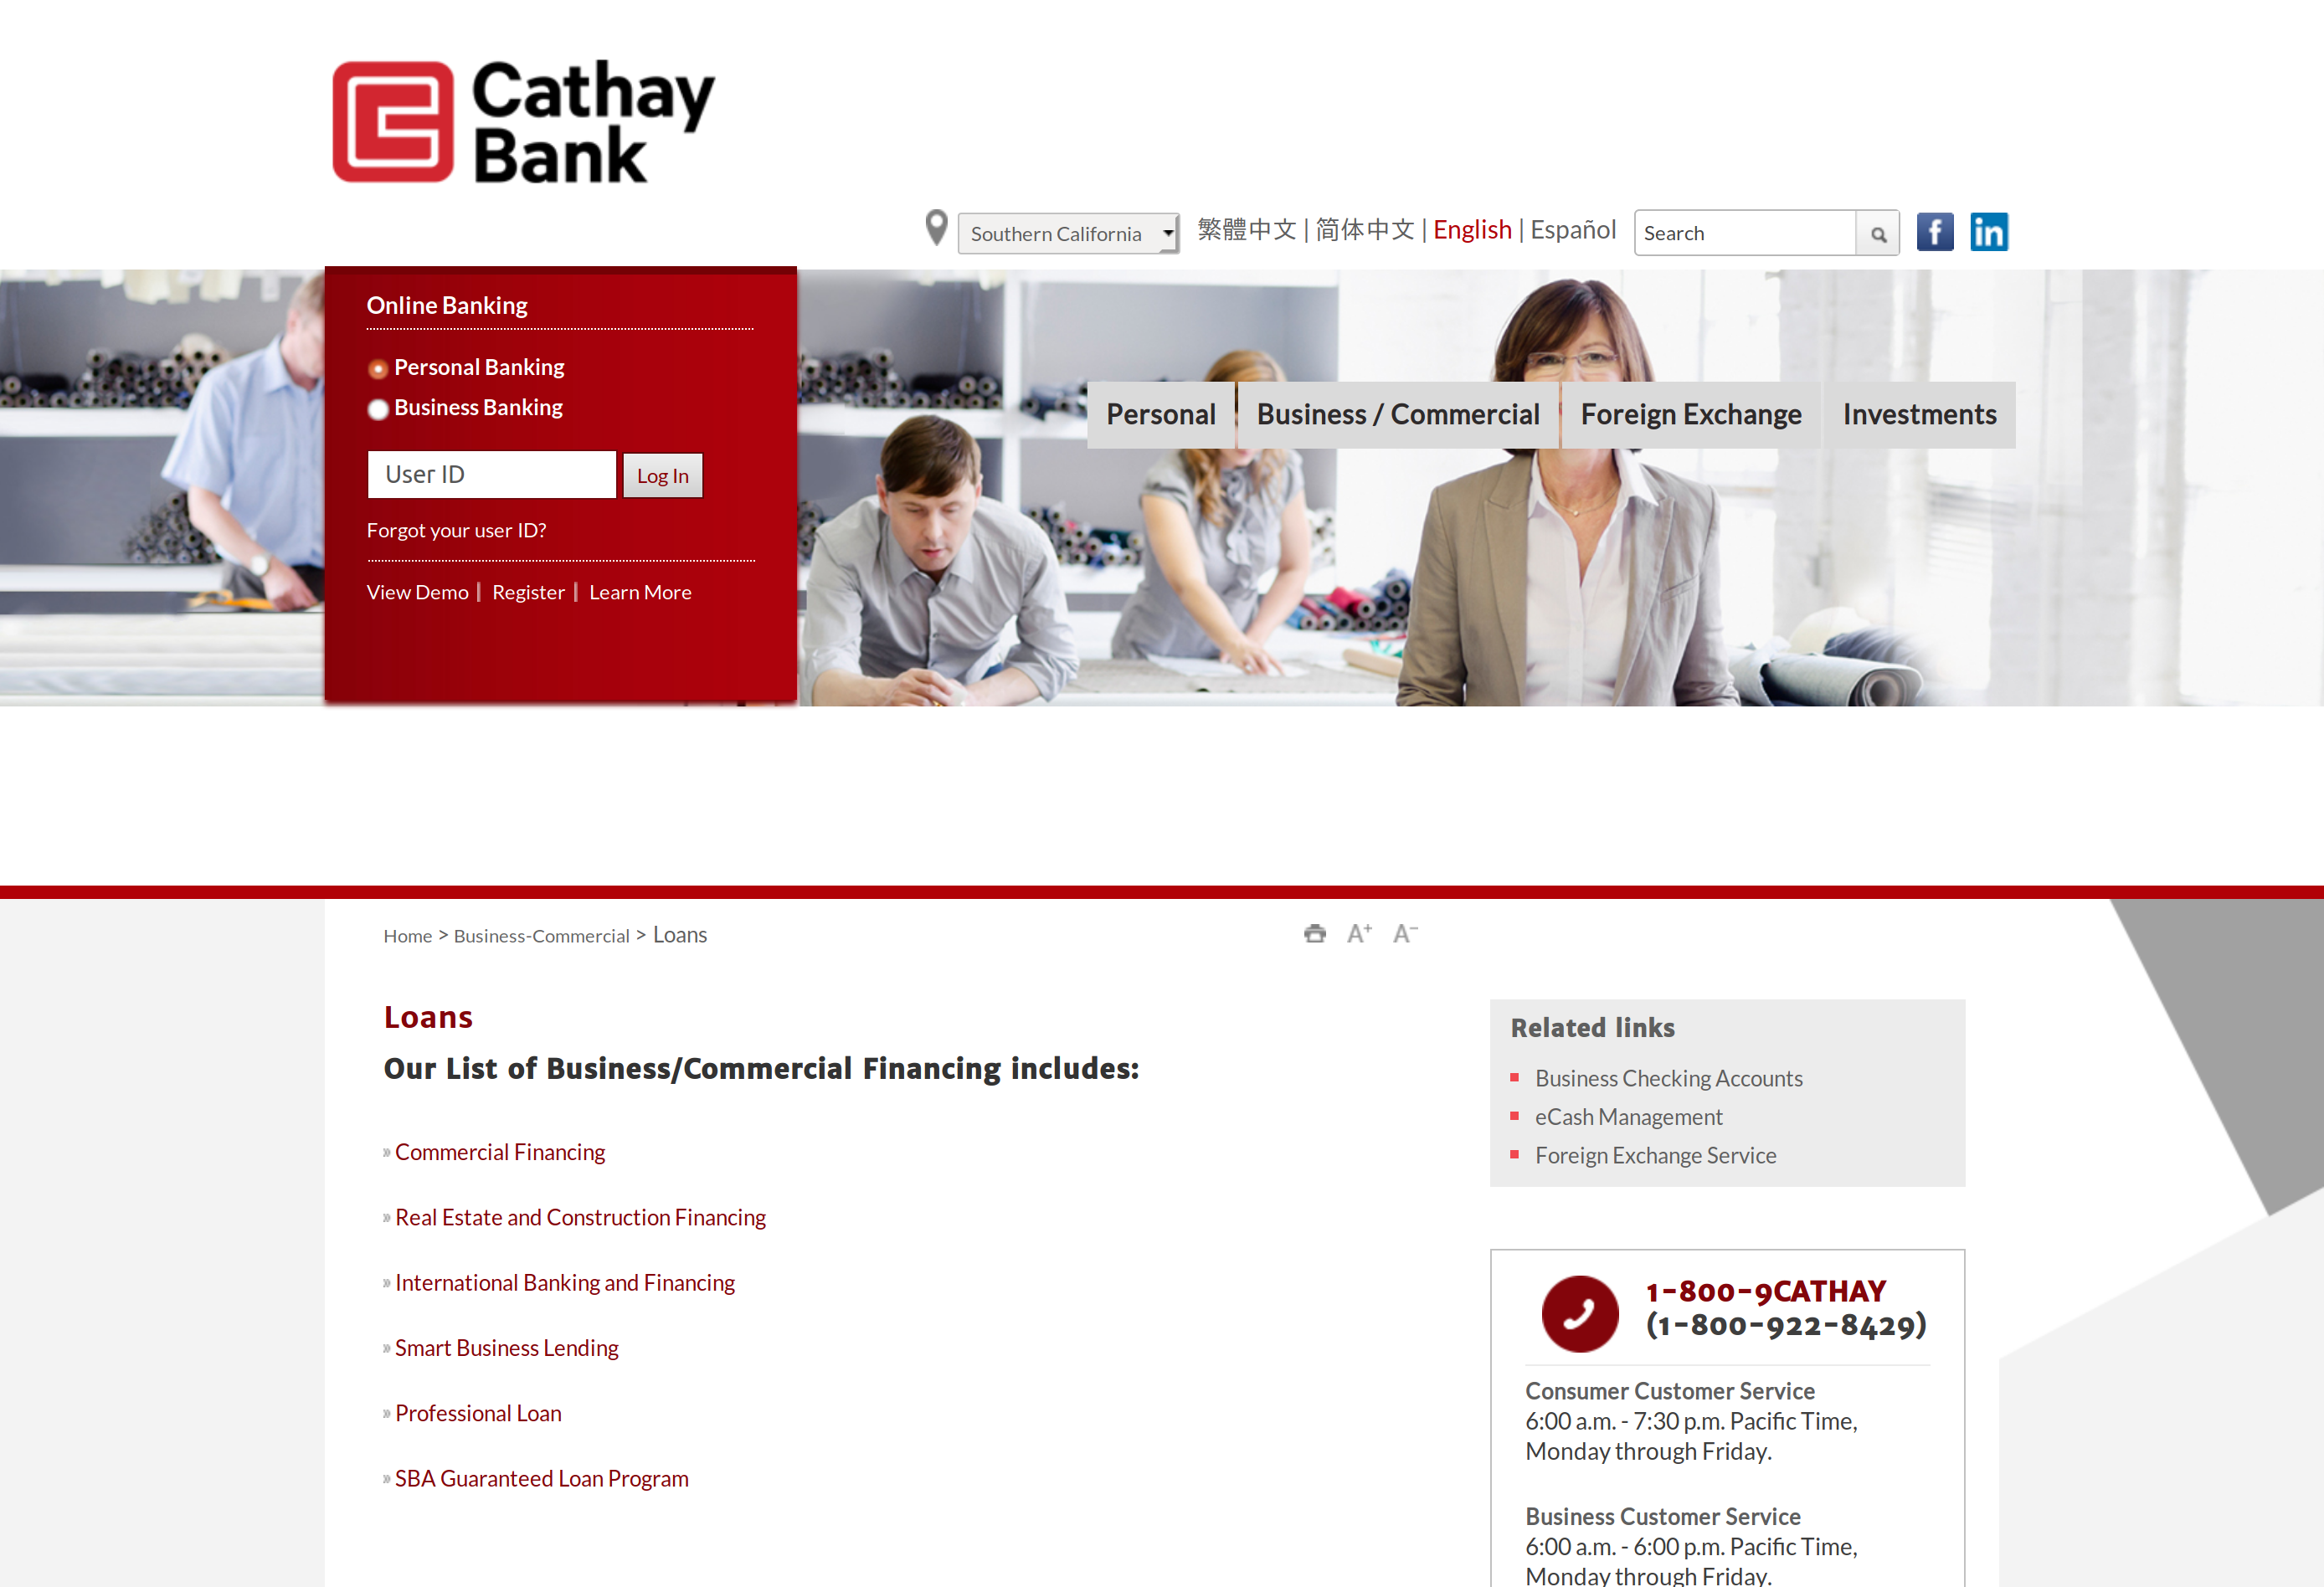 Cathay
Bank
Southern California
繁體中文 | 简体中文 | English | Español
Search
Online Banking
Personal Banking
Business Banking
User ID
Log In
Forgot your user ID?
View Demo | Register | Learn More
Personal
Business / Commercial
Foreign Exchange
Investments
Home > Business-Commercial > Loans
A+ A-
Loans
Our List of Business/Commercial Financing includes:
» Commercial Financing
» Real Estate and Construction Financing
» International Banking and Financing
» Smart Business Lending
» Professional Loan
» SBA Guaranteed Loan Program
Related links
Business Checking Accounts
eCash Management
Foreign Exchange Service
1-800-9CATHAY
(1-800-922-8429)
Consumer Customer Service
6:00 a.m. - 7:30 p.m. Pacific Time,
Monday through Friday.
Business Customer Service
6:00 a.m. - 6:00 p.m. Pacific Time,
Monday through Friday.